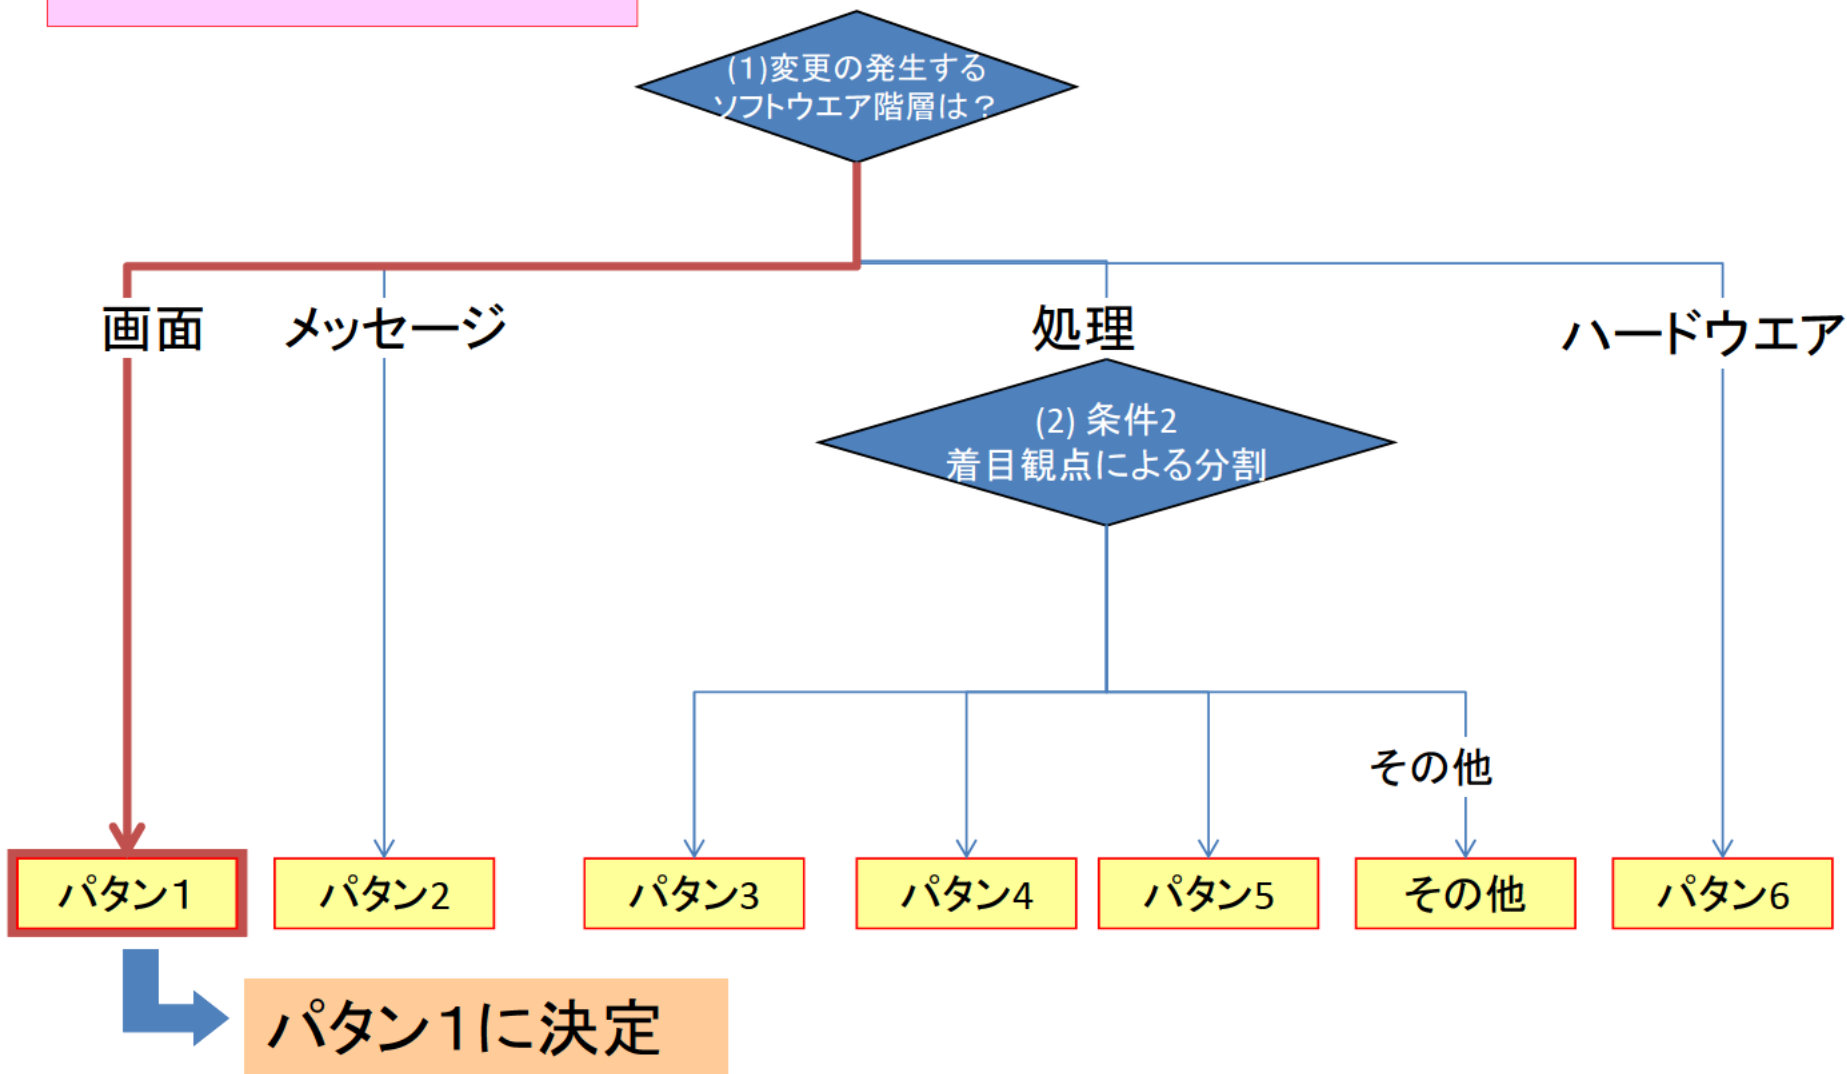 (1)変更の発生する
ソフトウエア階層は？
画面
メッセージ
処理
ハードウエア
(2) 条件2
着目観点による分割
その他
パタン１
パタン2
パタン3
パタン4
パタン5
その他
パタン6
パタン１に決定